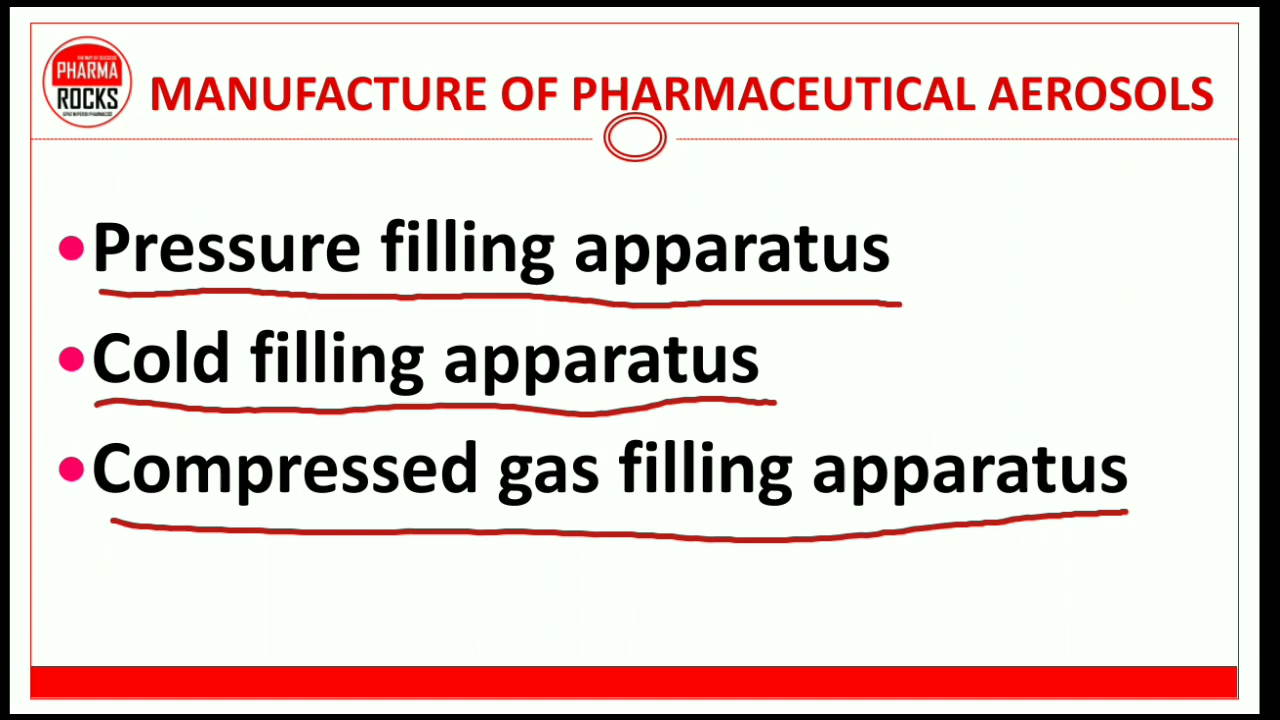 PHARMA
ROCKS
MANUFACTURE OF PHARMACEUTICAL AEROSOLS
•Pressure filling apparatus
•Cold filling apparatus
•Compressed gas filling apparatus